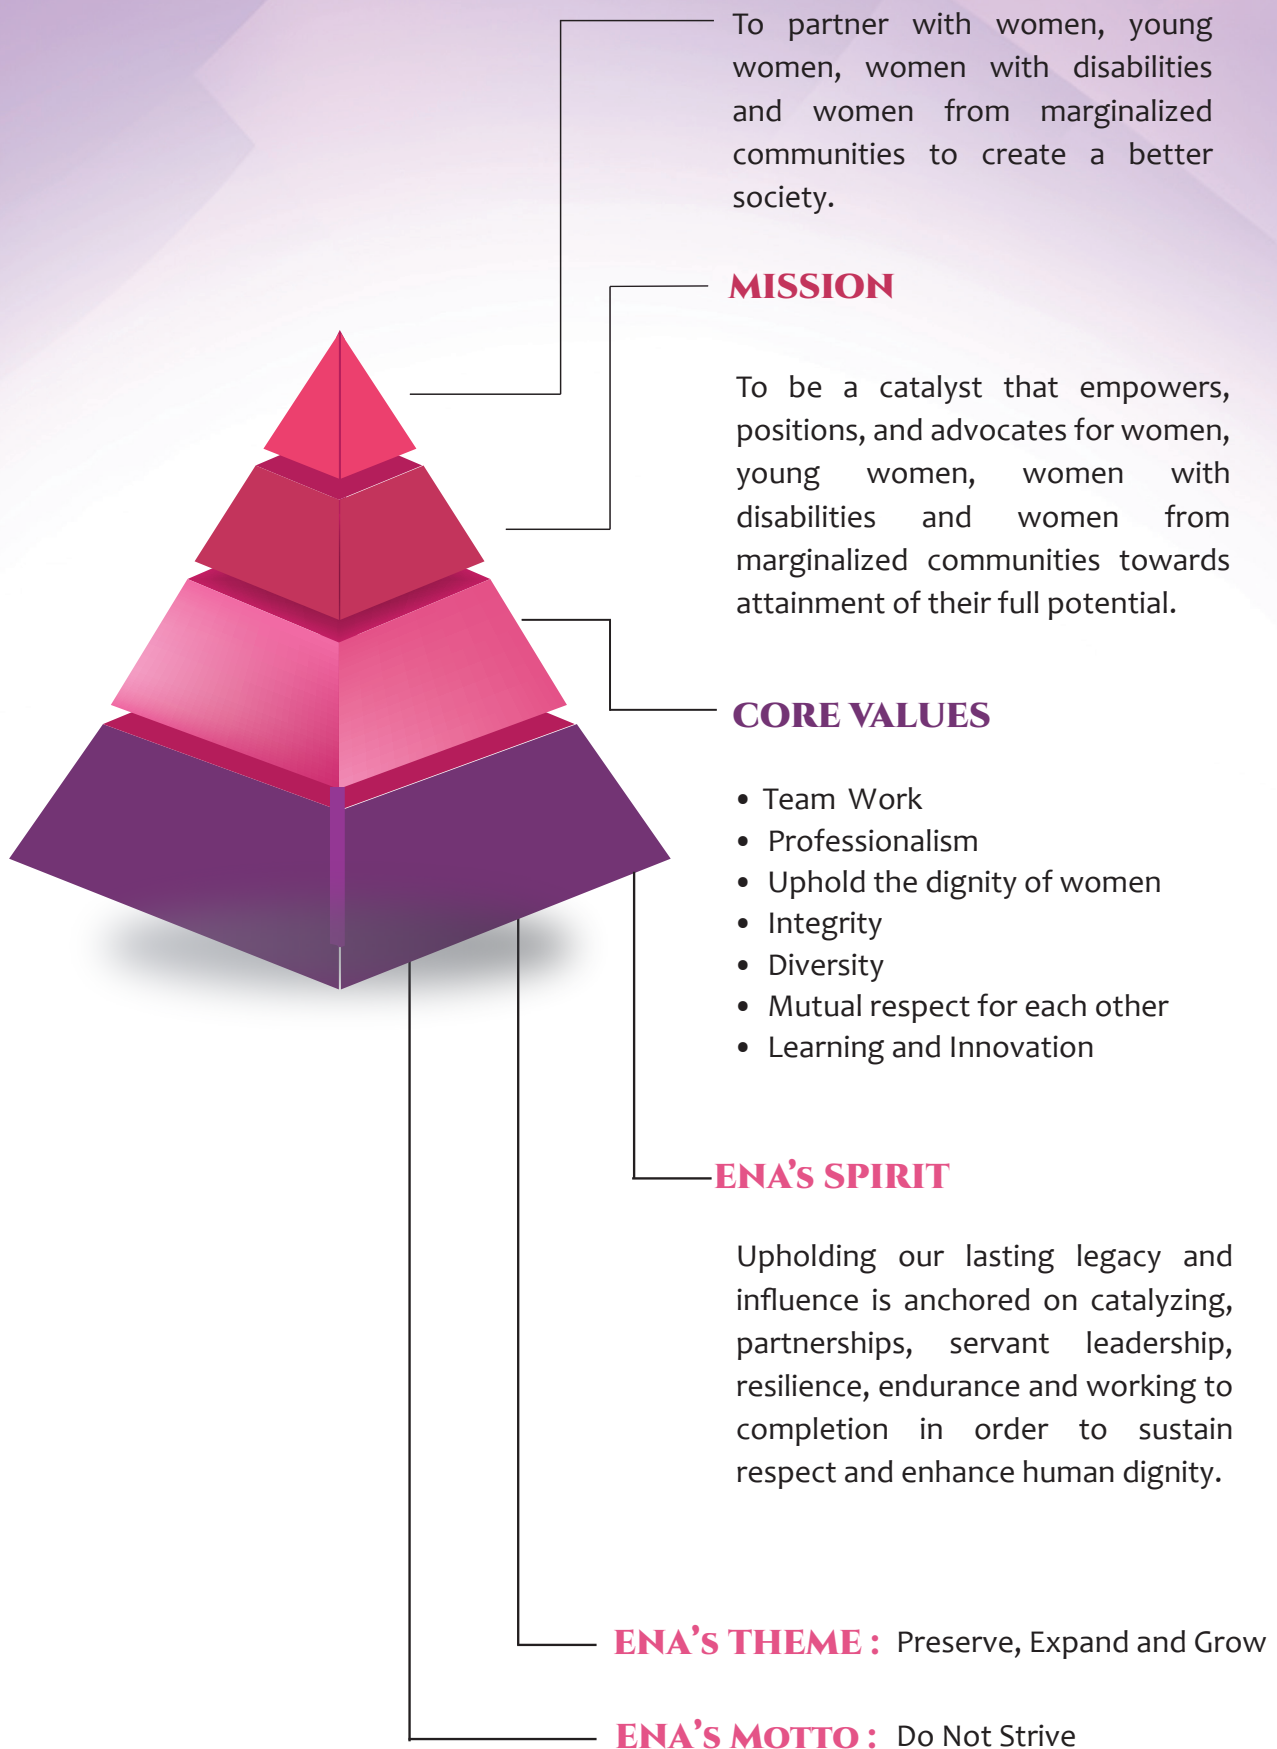 To partner with women, young
women, women with disabilities
and women from marginalized
communities to create a better
society.
MISSION
To be a catalyst that empowers,
positions, and advocates for women,
young women, women with
disabilities and women from
marginalized communities towards
attainment of their full potential.
CORE VALUES
• Team Work
• Professionalism
• Uphold the dignity of women
• Integrity
• Diversity
• Mutual respect for each other
• Learning and Innovation
ENA's SPIRIT
Upholding our lasting legacy and
influence is anchored on catalyzing,
partnerships, servant leadership,
resilience, endurance and working to
completion in order to sustain
respect and enhance human dignity.
ENA's THEME : Preserve, Expand and Grow
ENA's MOTTO : Do Not Strive